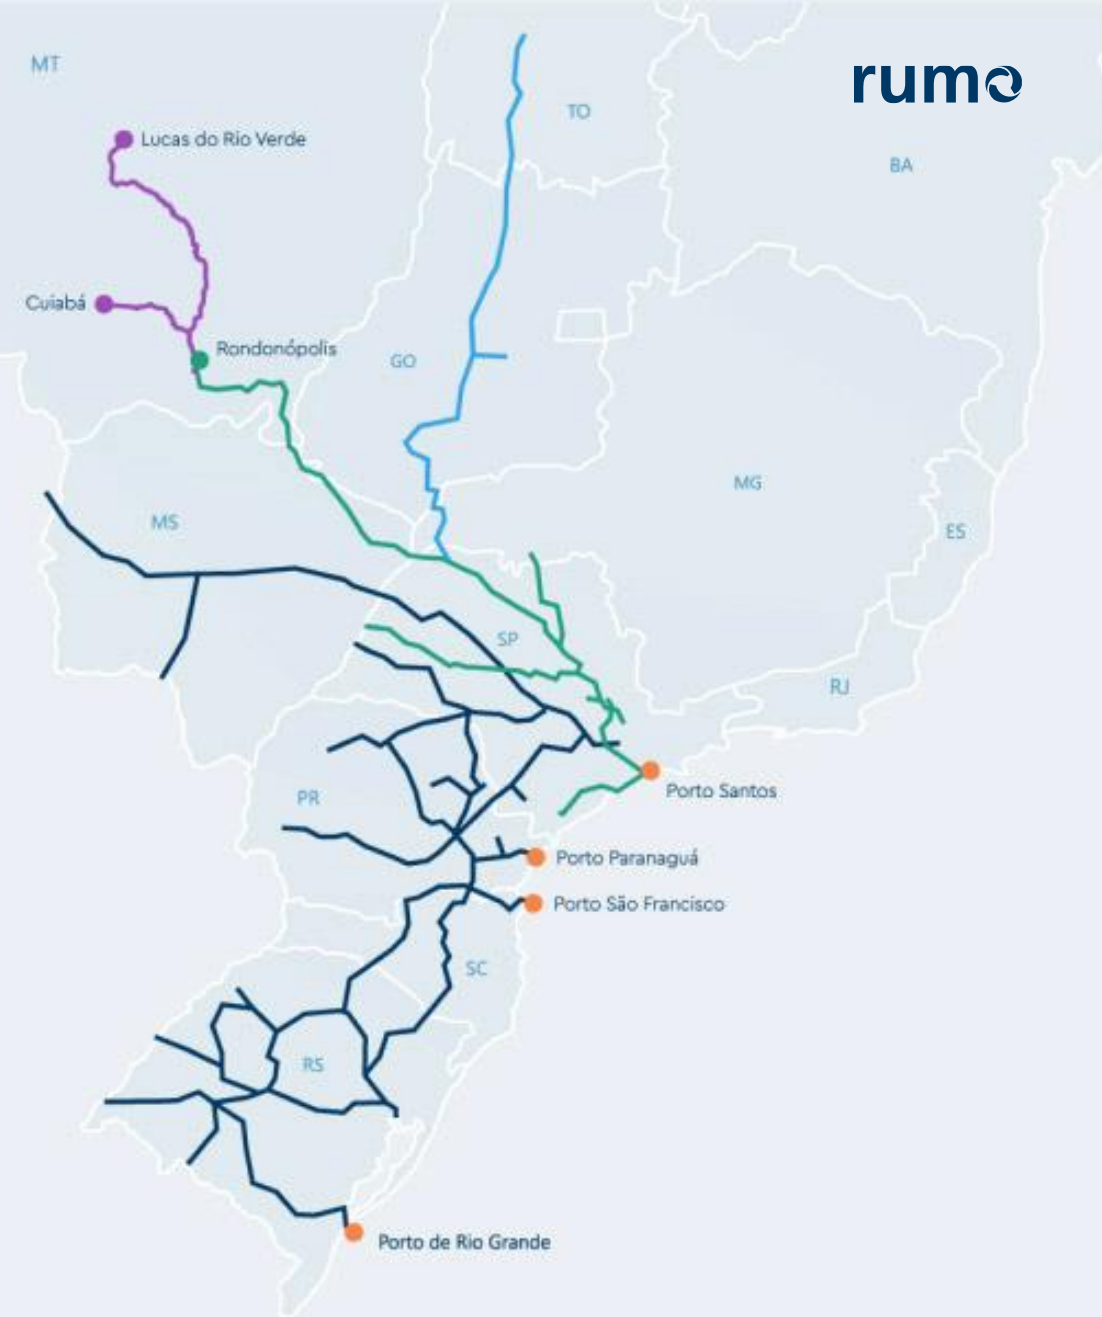 MT
rumo
TO
Lucas do Rio Verde
BA
Cuiabá
Rondonópolis
GO
MG
MS
ES
SP
RJ
Porto Santos
PR
Porto Paranaguá
Porto São Francisco
SC
RS
Porto de Rio Grande